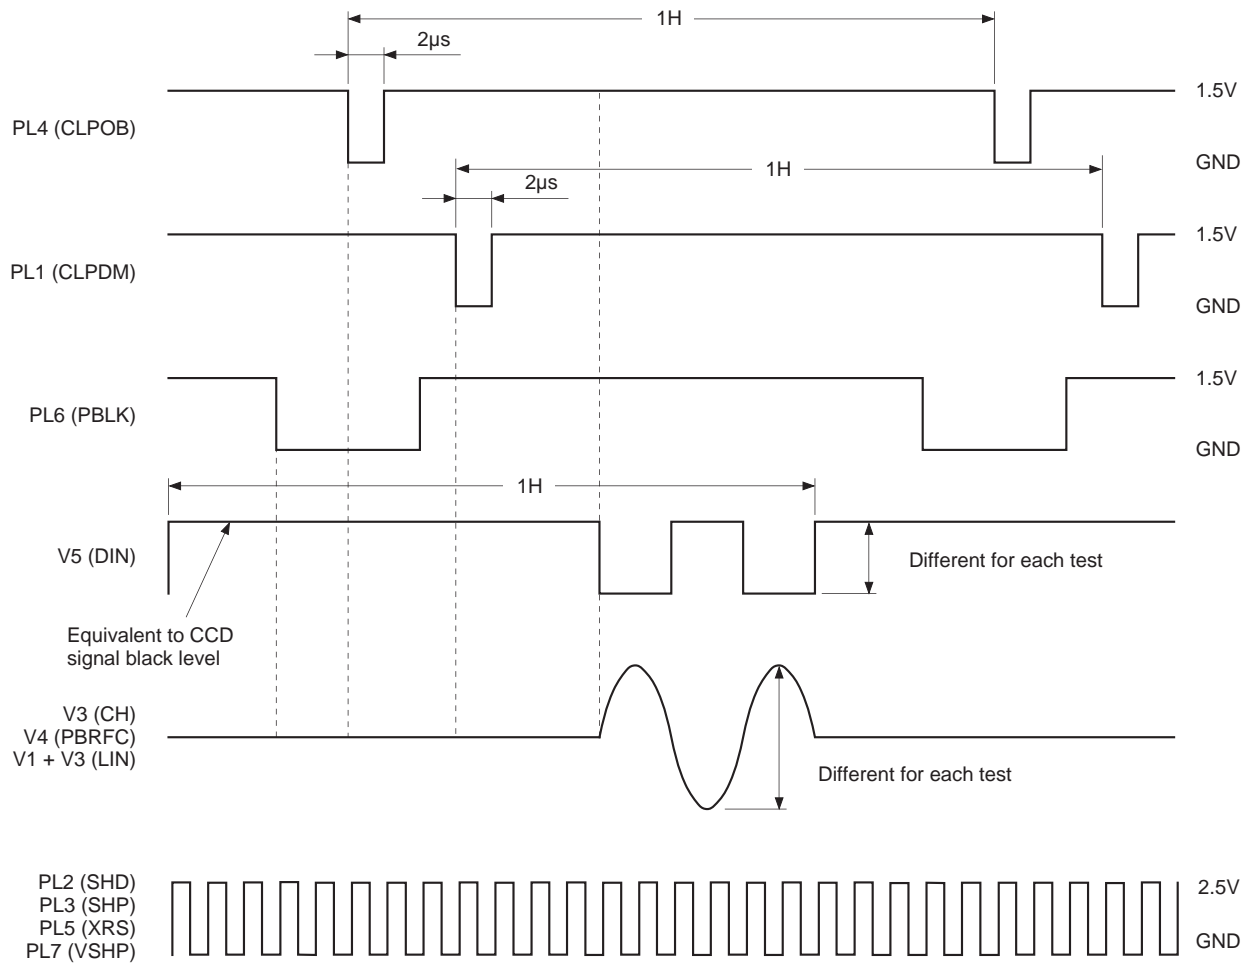 1H
2µs
PL4 (CLPOB)
1.5V
GND
1H
2µs
PL1 (CLPDM)
1.5V
GND
PL6 (PBLK)
1.5V
GND
1H
V5 (DIN)
Different for each test
Equivalent to CCD
signal black level
V3 (CH)
V4 (PBRFC)
V1 + V3 (LIN)
Different for each test
PL2 (SHD)
PL3 (SHP)
PL5 (XRS)
PL7 (VSHP)
2.5V
GND